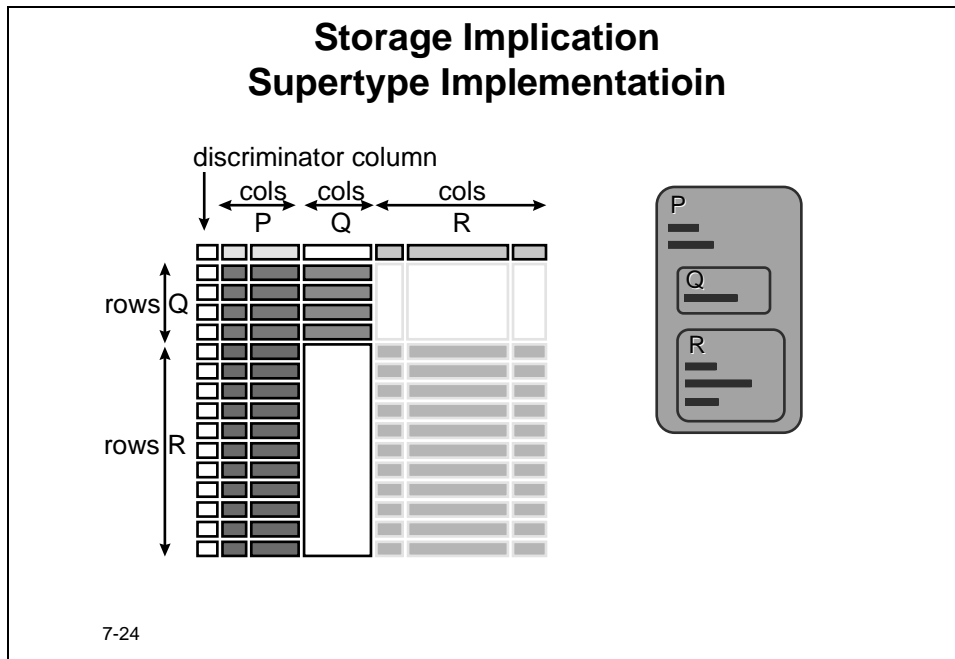 Storage Implication
Supertype Implementatioin
discriminator column
cols cols cols
P Q R
rows Q
rows R
P
Q
R
7-24